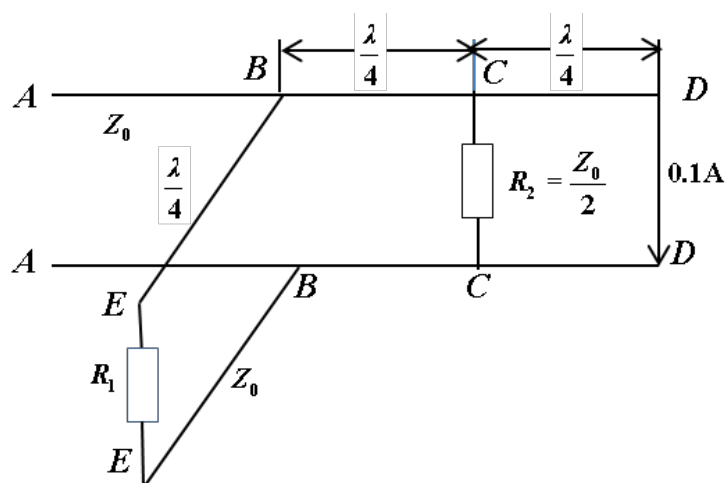 λ/4 λ/4
B C
A D
Z₀
λ/4 R₂ = Z₀/2 0.1A
A B C D
E
R₁ Z₀
E